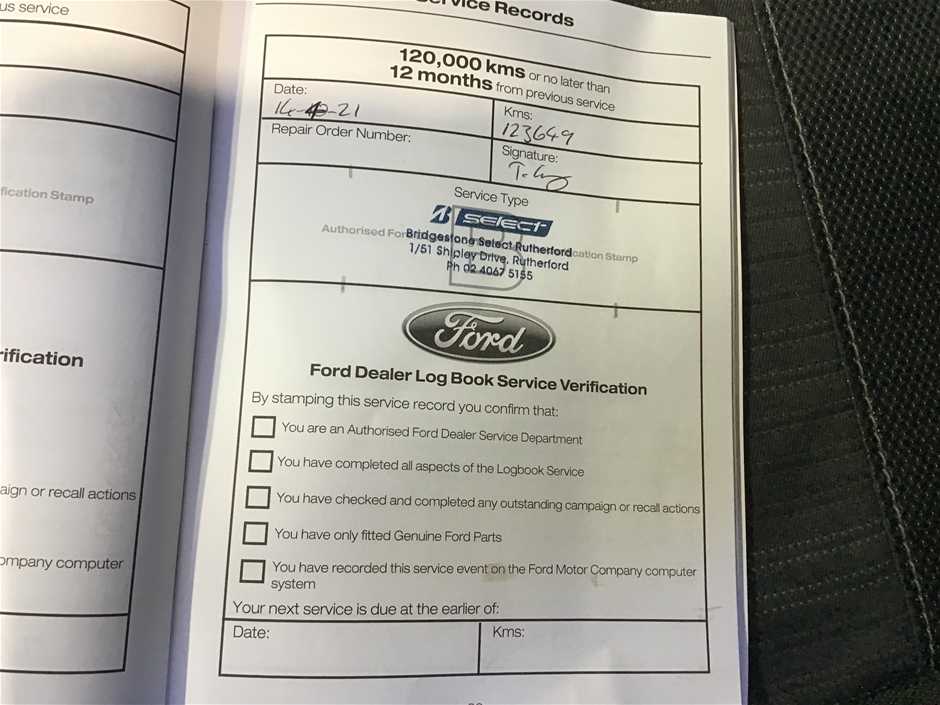 us service
fication Stamp
rification
aign or recall actions
ompany computer
Service Records
120,000 kms or no later than
12 months from previous service
Date:
-21
Kms:
123649
Repair Order Number:
Signature:
Service Type
B
select
Authorised For
cation Stamp
Bridgestone Select Rutherford
1/51 Shipley Drive, Rutherford
Ph 02 4067 5155
Ford
Ford Dealer Log Book Service Verification
By stamping this service record you confirm that:
You are an Authorised Ford Dealer Service Department
You have completed all aspects of the Logbook Service
You have checked and completed any outstanding campaign or recall actions
You have only fitted Genuine Ford Parts
You have recorded this service event on the Ford Motor Company computer
system
Your next service is due at the earlier of:
Date:
Kms: